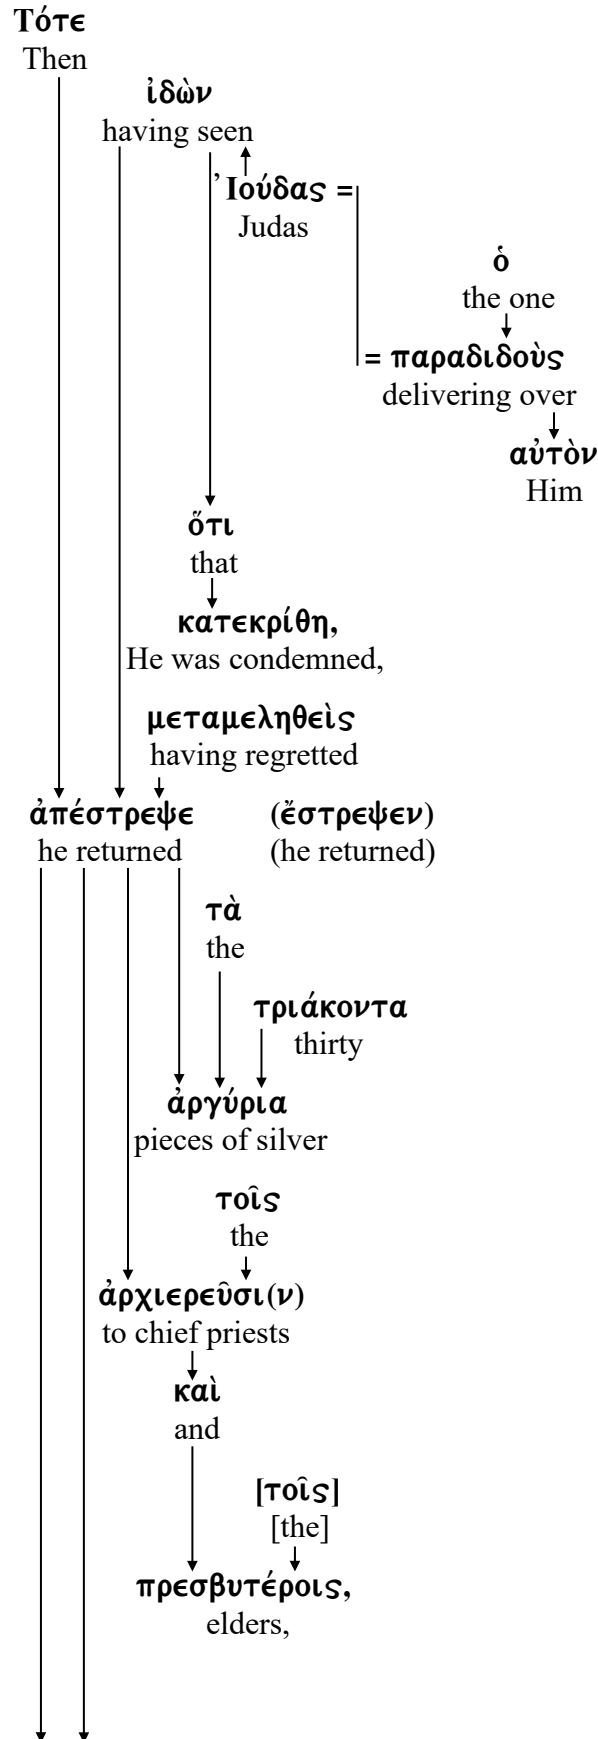 Τότε
Then
ἰδὼν
having seen
Ἰούδας =
Judas
ὁ
the one
= παραδιδοὺς
delivering over
αὐτὸν
Him
ὅτι
that
κατεκρίθη,
He was condemned,
μεταμεληθεὶς
having regretted
ἀπέστρεψε (ἔστρεψεν)
he returned (he returned)
τὰ
the
τριάκοντα
thirty
ἀργύρια
pieces of silver
τοῖς
the
ἀρχιερεῦσι(ν)
to chief priests
καὶ
and
[τοῖς]
[the]
πρεσβυτέροις,
elders,